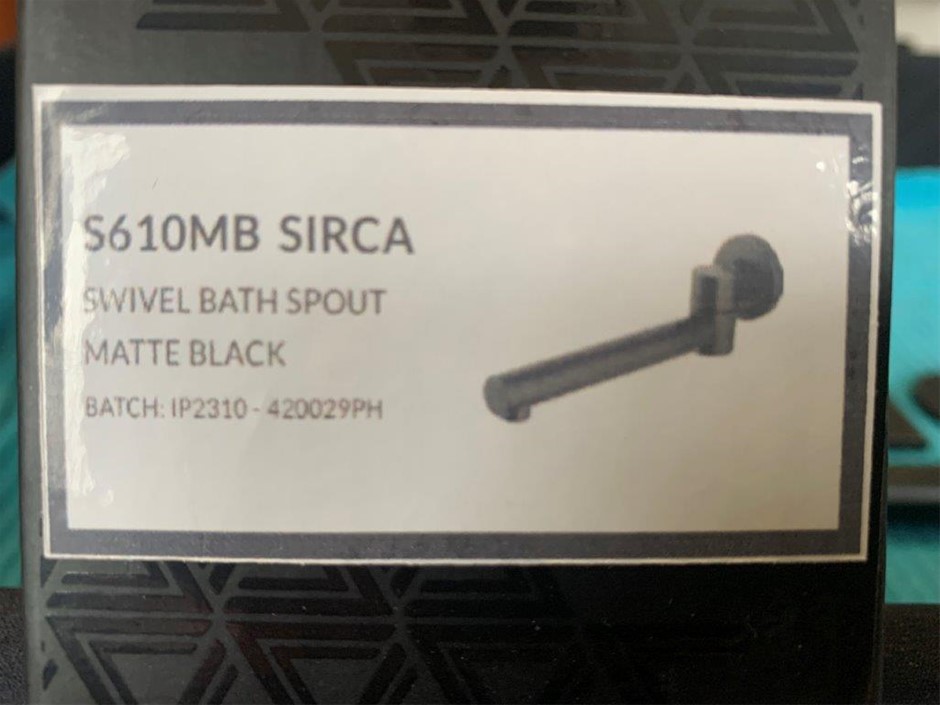 S610MB SIRCA
SWIVEL BATH SPOUT
MATTE BLACK
BATCH: IP2310 - 420029PH